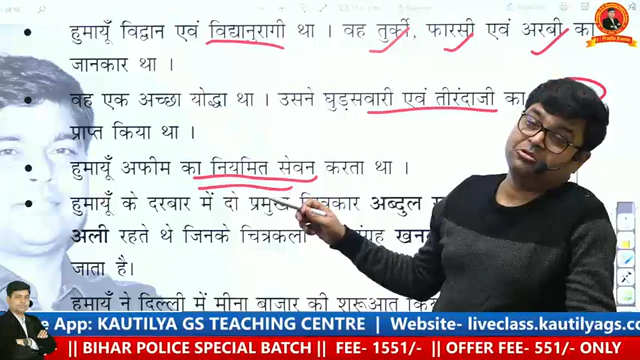 हुमायूँ विद्वान एवं विद्यानुरागी था । वह तुर्की, फारसी एवं अरबी का
जानकार था ।
वह एक अच्छा योद्धा था । उसने घुड़सवारी एवं तीरंदाजी का
प्राप्त किया था ।
हुमायूँ अफीम का नियमित सेवन करता था ।
हुमायूँ के दरबार में दो प्रमुख चित्रकार अब्दुल
अली रहते थे जिनके चित्रकला
जाता है।
हुमायूँ ने दिल्ली में मीना बाजार की शुरूआत
App: KAUTILYA GS TEACHING CENTRE | Website- liveclass.kautilyags.
|| BIHAR POLICE SPECIAL BATCH || FEE- 1551/- || OFFER FEE- 551/- ONLY